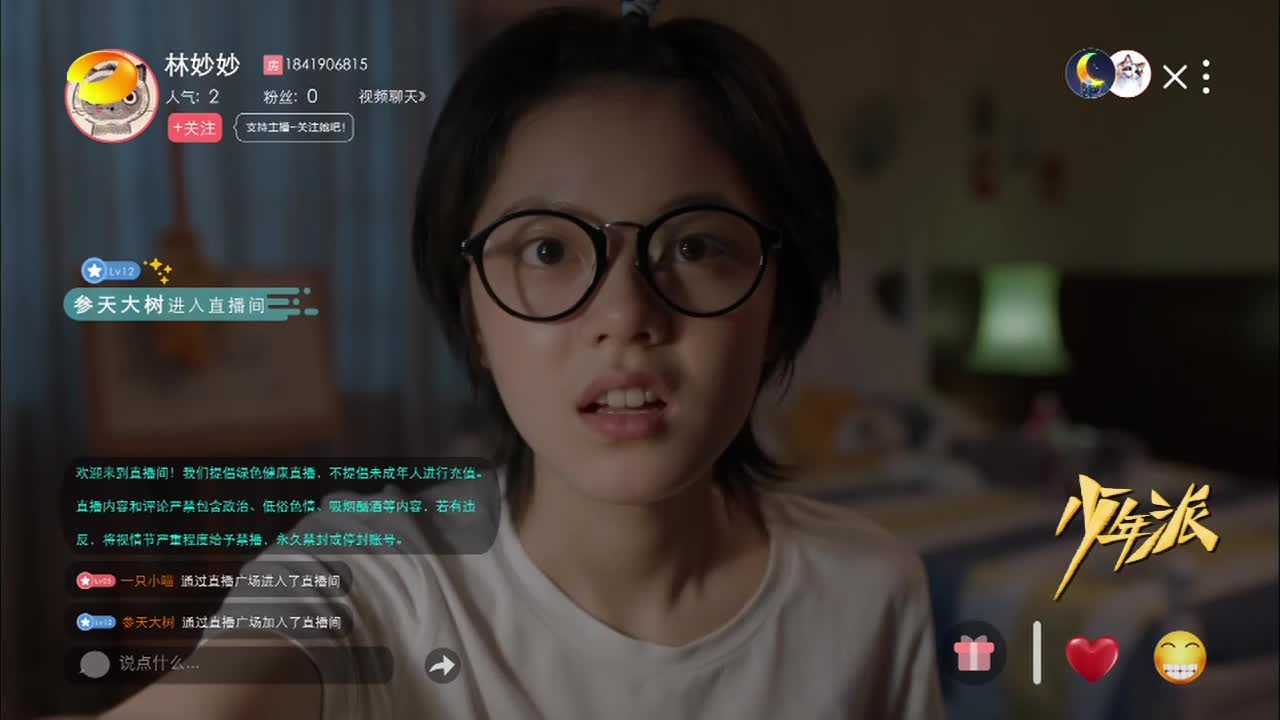 林妙妙
房 1841906815
人气: 2
粉丝: 0
视频聊天》
+关注
支持主播-关注她吧!
Lv12
参天大树进入直播间
欢迎来到直播间！我们提倡绿色健康直播，不提倡未成年人进行充值。
直播内容和评论严禁包含政治、低俗色情、吸烟酗酒等内容，若有违
反，将视情节严重程度给予禁播，永久禁封或停封账号。
Lv05 一只小喵 通过直播广场进入了直播间
Lv12 参天大树 通过直播广场加入了直播间
说点什么...
少年派